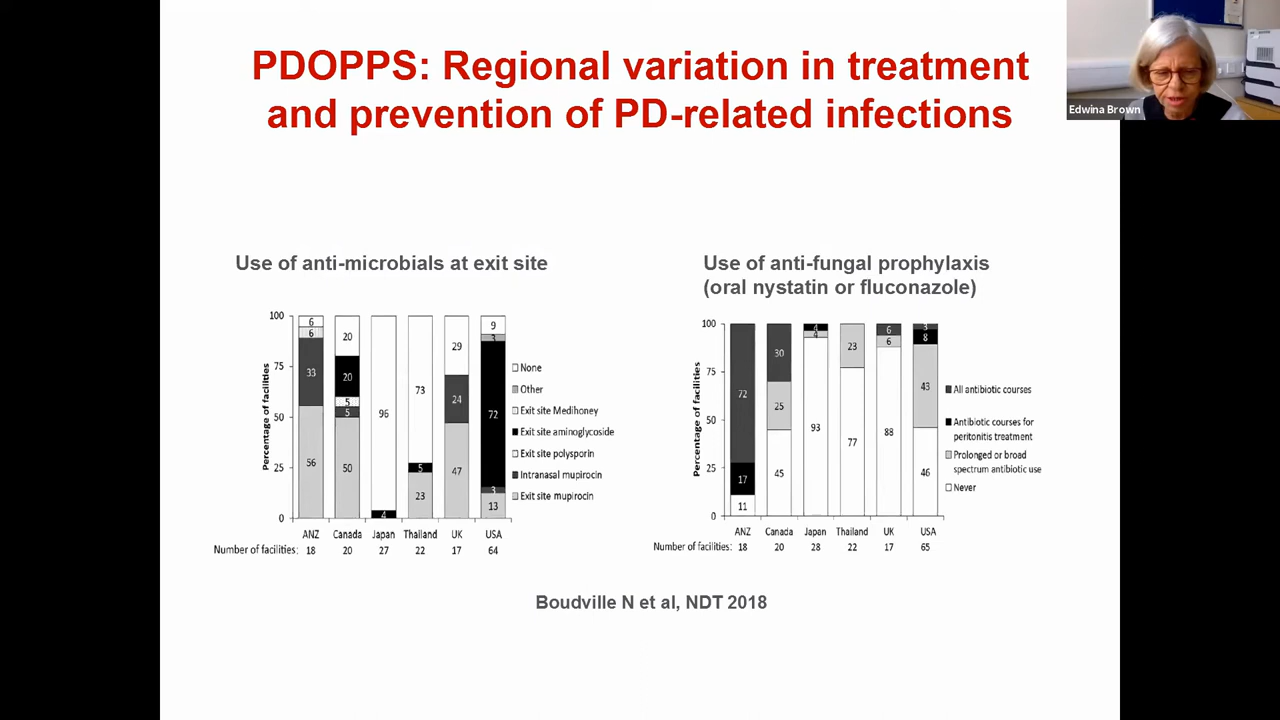 PDOPPS: Regional variation in treatment
and prevention of PD-related infections
Edwina Brown
Use of anti-microbials at exit site
100
75
50
25
0
Percentage of facilities
6
6
33
56
20
20
5
5
50
96
4
73
5
23
29
24
47
9
3
72
3
13
None
Other
Exit site Medihoney
Exit site aminoglycoside
Exit site polysporin
Intranasal mupirocin
Exit site mupirocin
ANZ Canada Japan Thailand UK USA
Number of facilities: 18 20 27 22 17 64
Use of anti-fungal prophylaxis
(oral nystatin or fluconazole)
100
75
50
25
0
Percentage of facilities
72
17
11
30
25
45
4
4
93
23
77
6
6
88
3
8
43
46
All antibiotic courses
Antibiotic courses for
peritonitis treatment
Prolonged or broad
spectrum antibiotic use
Never
ANZ Canada Japan Thailand UK USA
Number of facilities: 18 20 28 22 17 65
Boudville N et al, NDT 2018